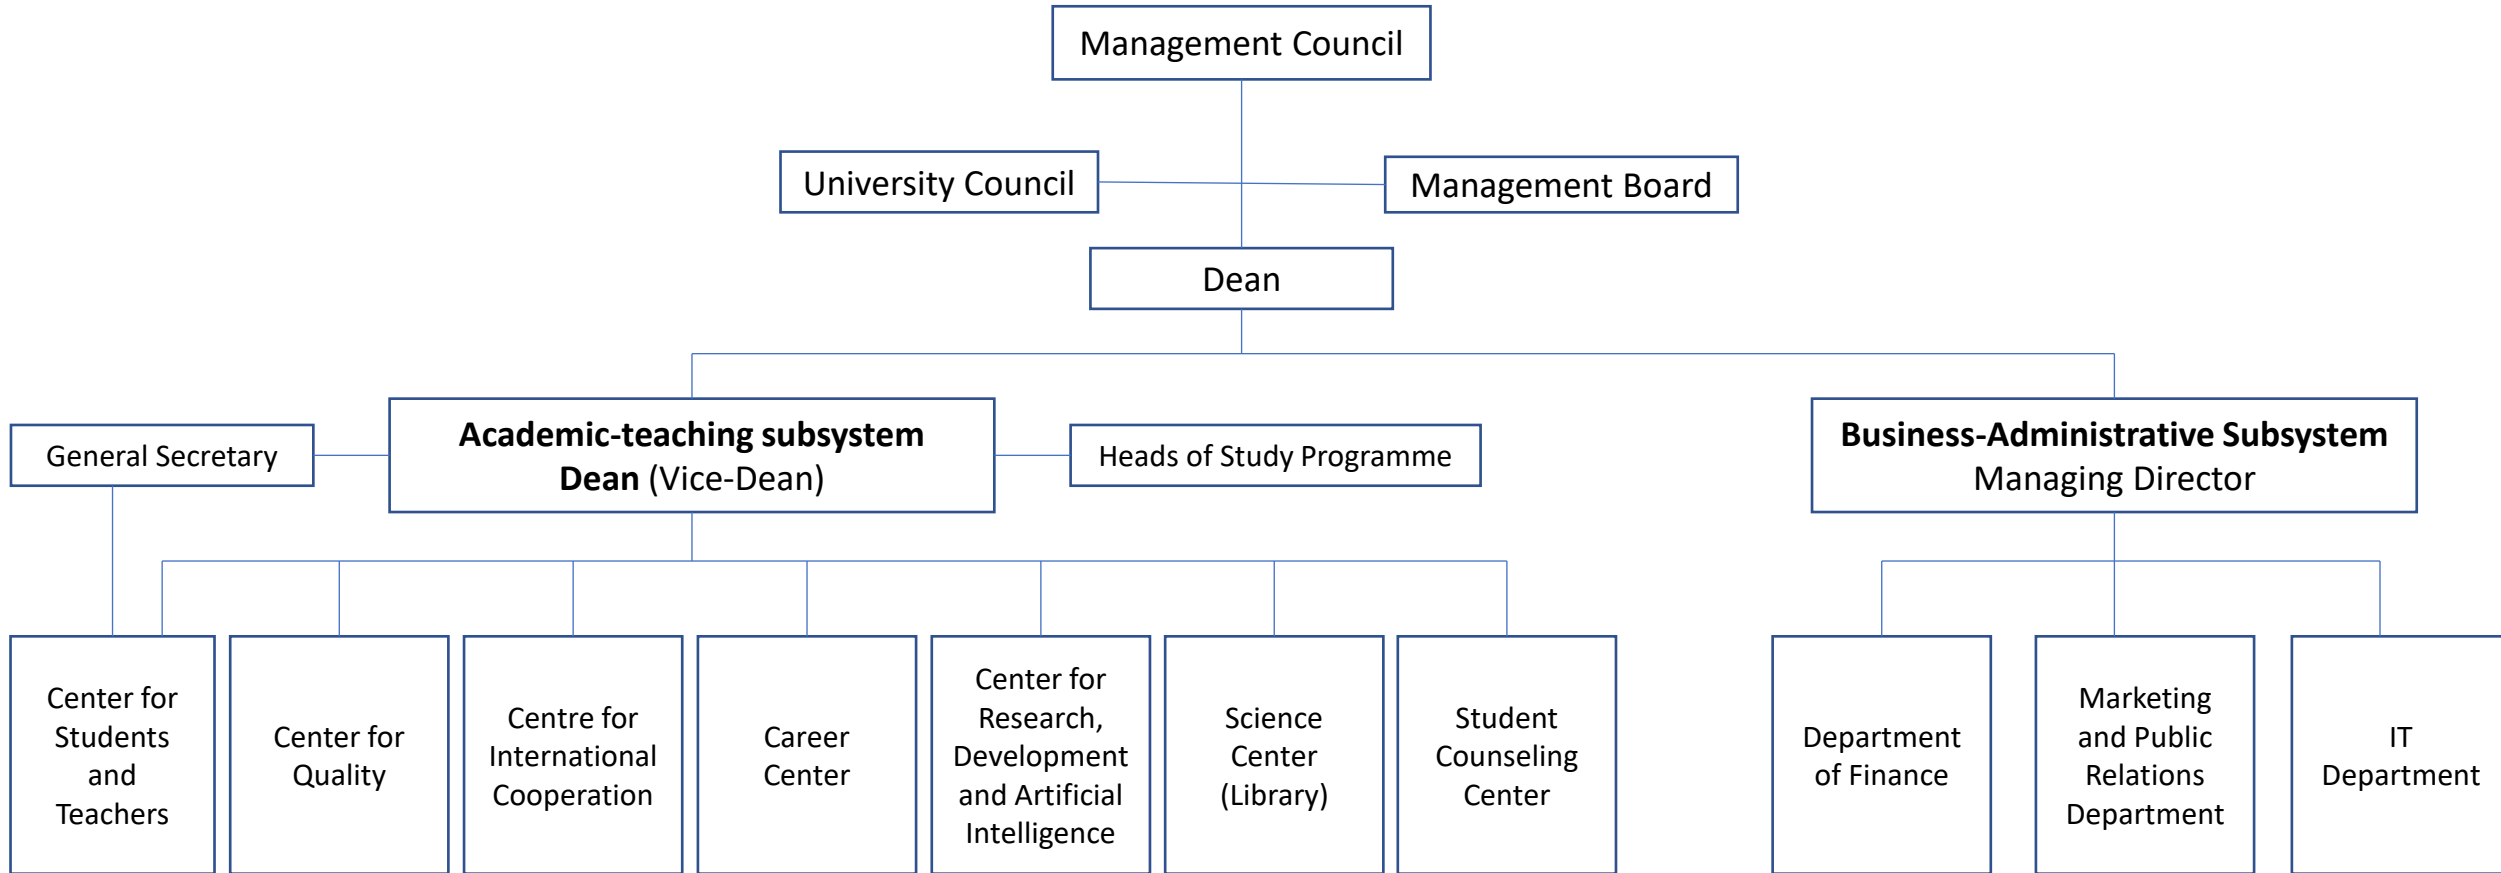 Management Council
University Council
Management Board
Dean
General Secretary
Academic-teaching subsystem
Dean (Vice-Dean)
Heads of Study Programme
Business-Administrative Subsystem
Managing Director
Center for
Students
and
Teachers
Center for
Quality
Centre for
International
Cooperation
Career
Center
Center for
Research,
Development
and Artificial
Intelligence
Science
Center
(Library)
Student
Counseling
Center
Department
of Finance
Marketing
and Public
Relations
Department
IT
Department